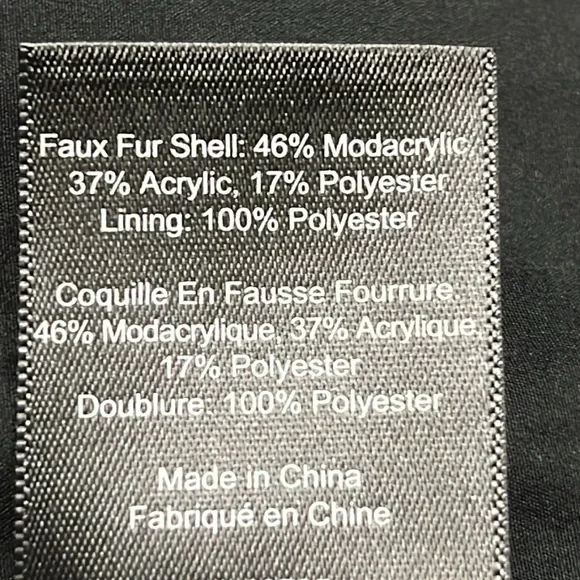 Faux Fur Shell: 46% Modacrylic,
37% Acrylic, 17% Polyester
Lining: 100% Polyester
Coquille En Fausse Fourrure:
46% Modacrylique, 37% Acrylique,
17% Polyester
Doublure: 100% Polyester
Made in China
Fabriqué en Chine